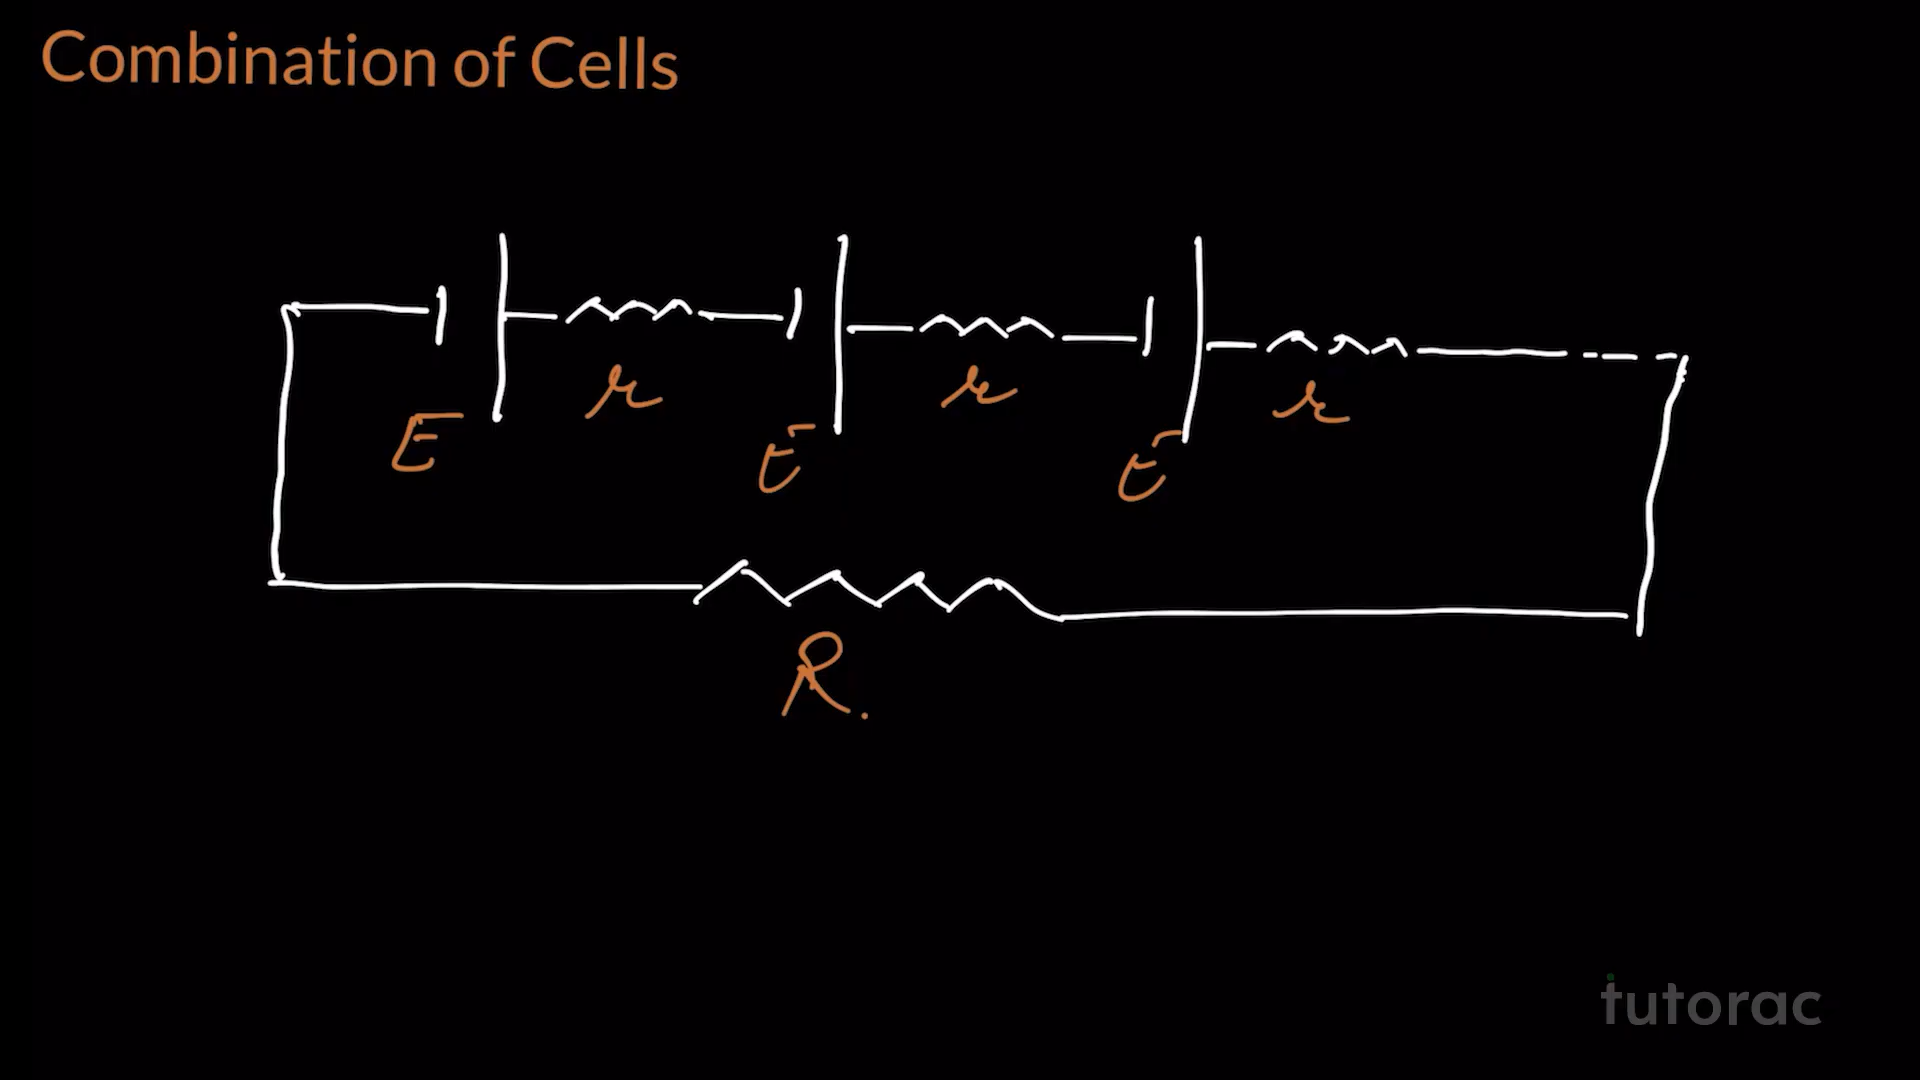 Combination of Cells
r r r
E E E
R.
tutorac